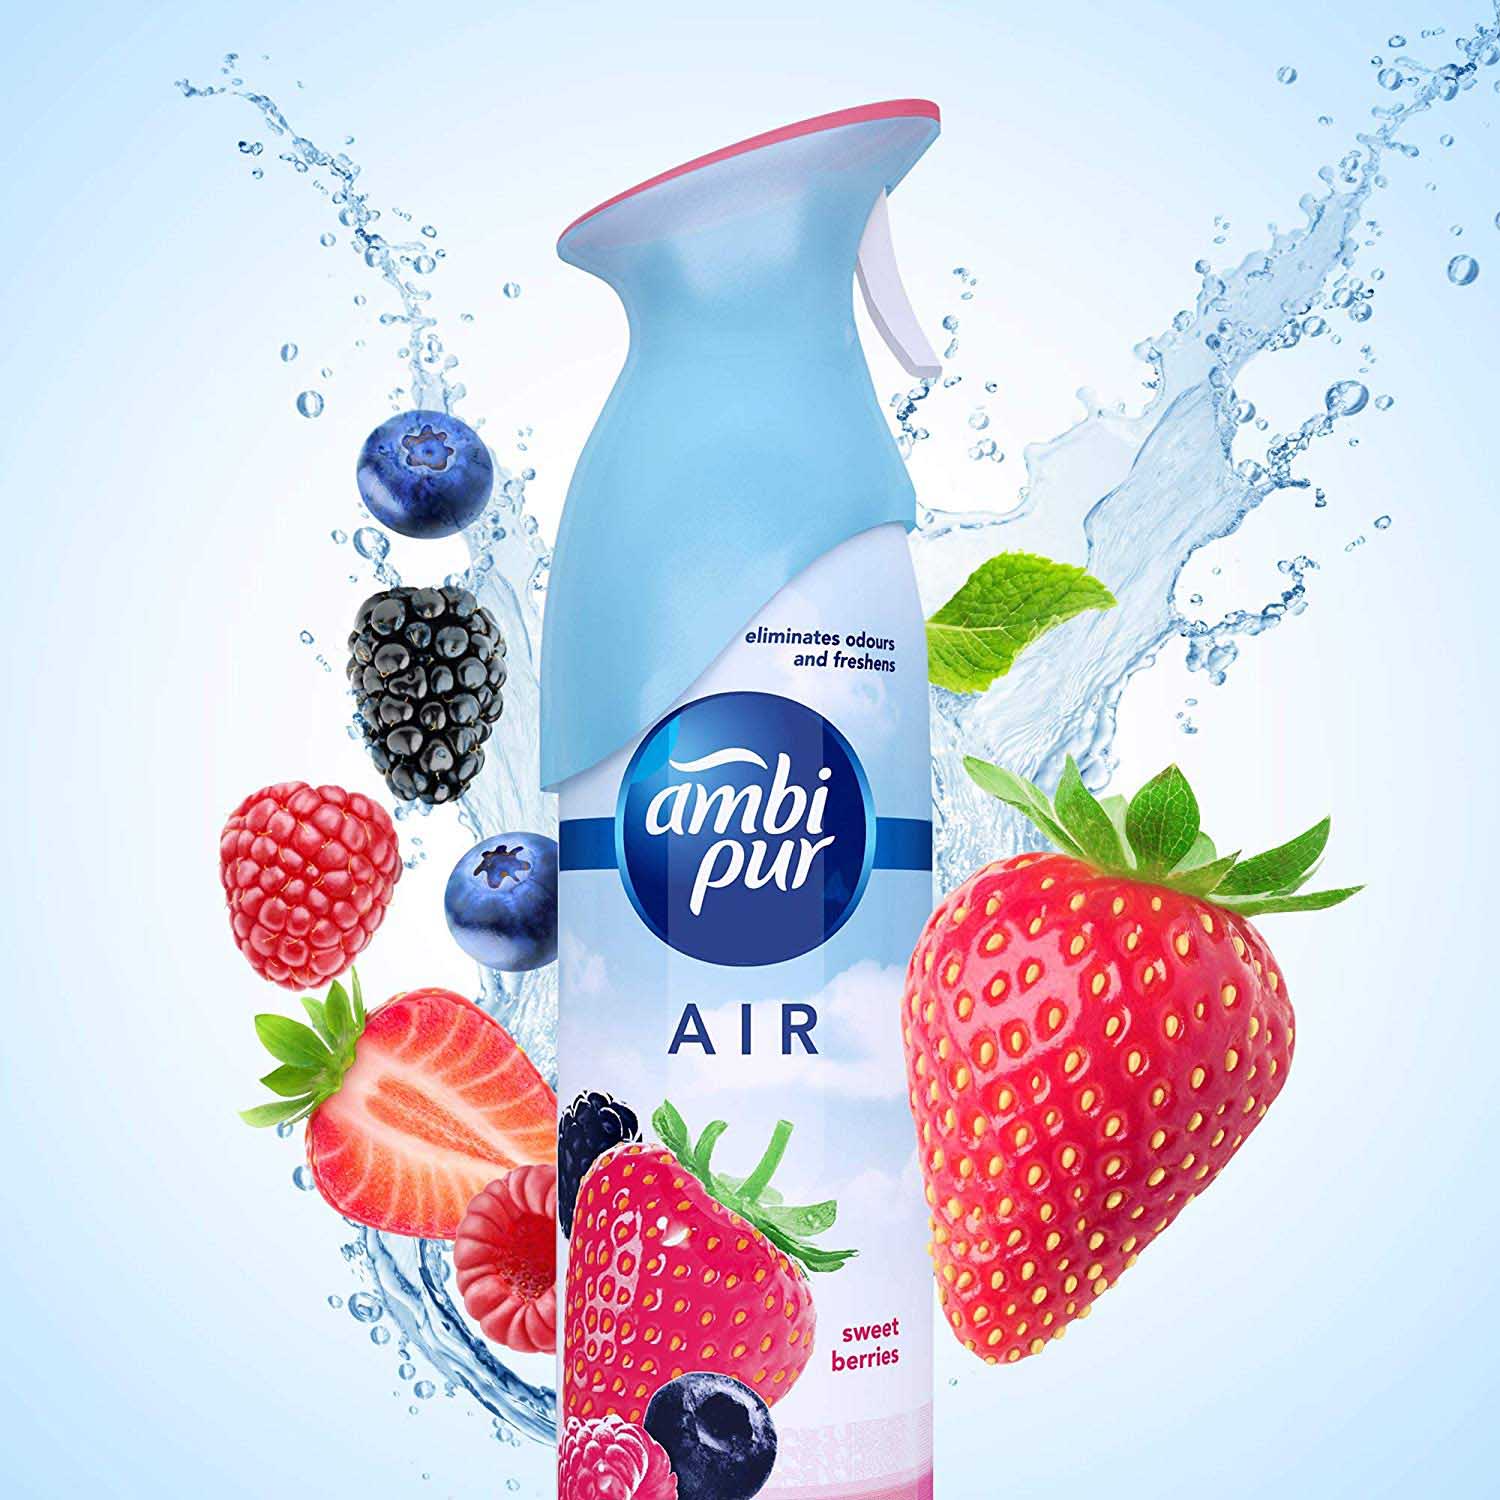 eliminates odours
and freshens
ambi
pur
AIR
sweet
berries